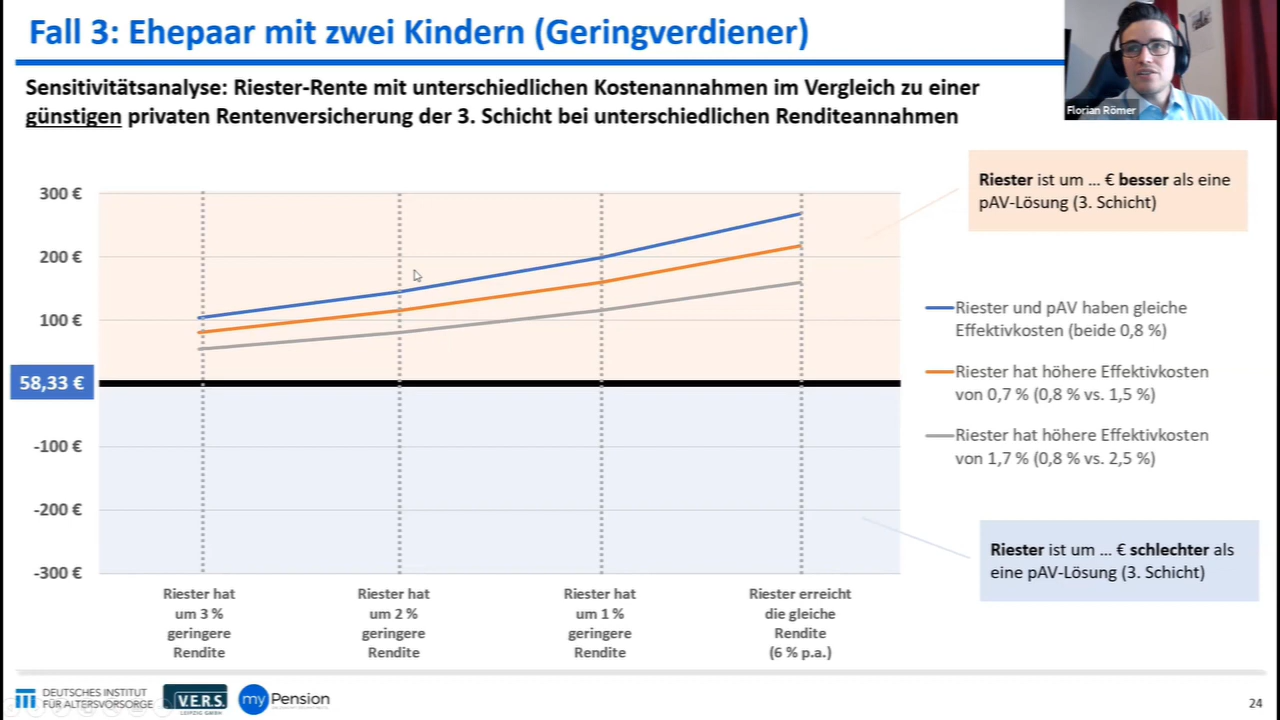 Fall 3: Ehepaar mit zwei Kindern (Geringverdiener)
Florian Römer
Sensitivitätsanalyse: Riester-Rente mit unterschiedlichen Kostenannahmen im Vergleich zu einer
günstigen privaten Rentenversicherung der 3. Schicht bei unterschiedlichen Renditeannahmen
Riester ist um ... € besser als eine
pAV-Lösung (3. Schicht)
300 €
200 €
100 €
58,33 €
-100 €
-200 €
-300 €
Riester und pAV haben gleiche
Effektivkosten (beide 0,8 %)
Riester hat höhere Effektivkosten
von 0,7 % (0,8 % vs. 1,5 %)
Riester hat höhere Effektivkosten
von 1,7 % (0,8 % vs. 2,5 %)
Riester ist um ... € schlechter als
eine pAV-Lösung (3. Schicht)
Riester hat
um 3 %
geringere
Rendite
Riester hat
um 2 %
geringere
Rendite
Riester hat
um 1 %
geringere
Rendite
Riester erreicht
die gleiche
Rendite
(6 % p.a.)
DEUTSCHES INSTITUT
FÜR ALTERSVORSORGE
V.E.R.S.
LEIPZIG GMBH
my Pension
24